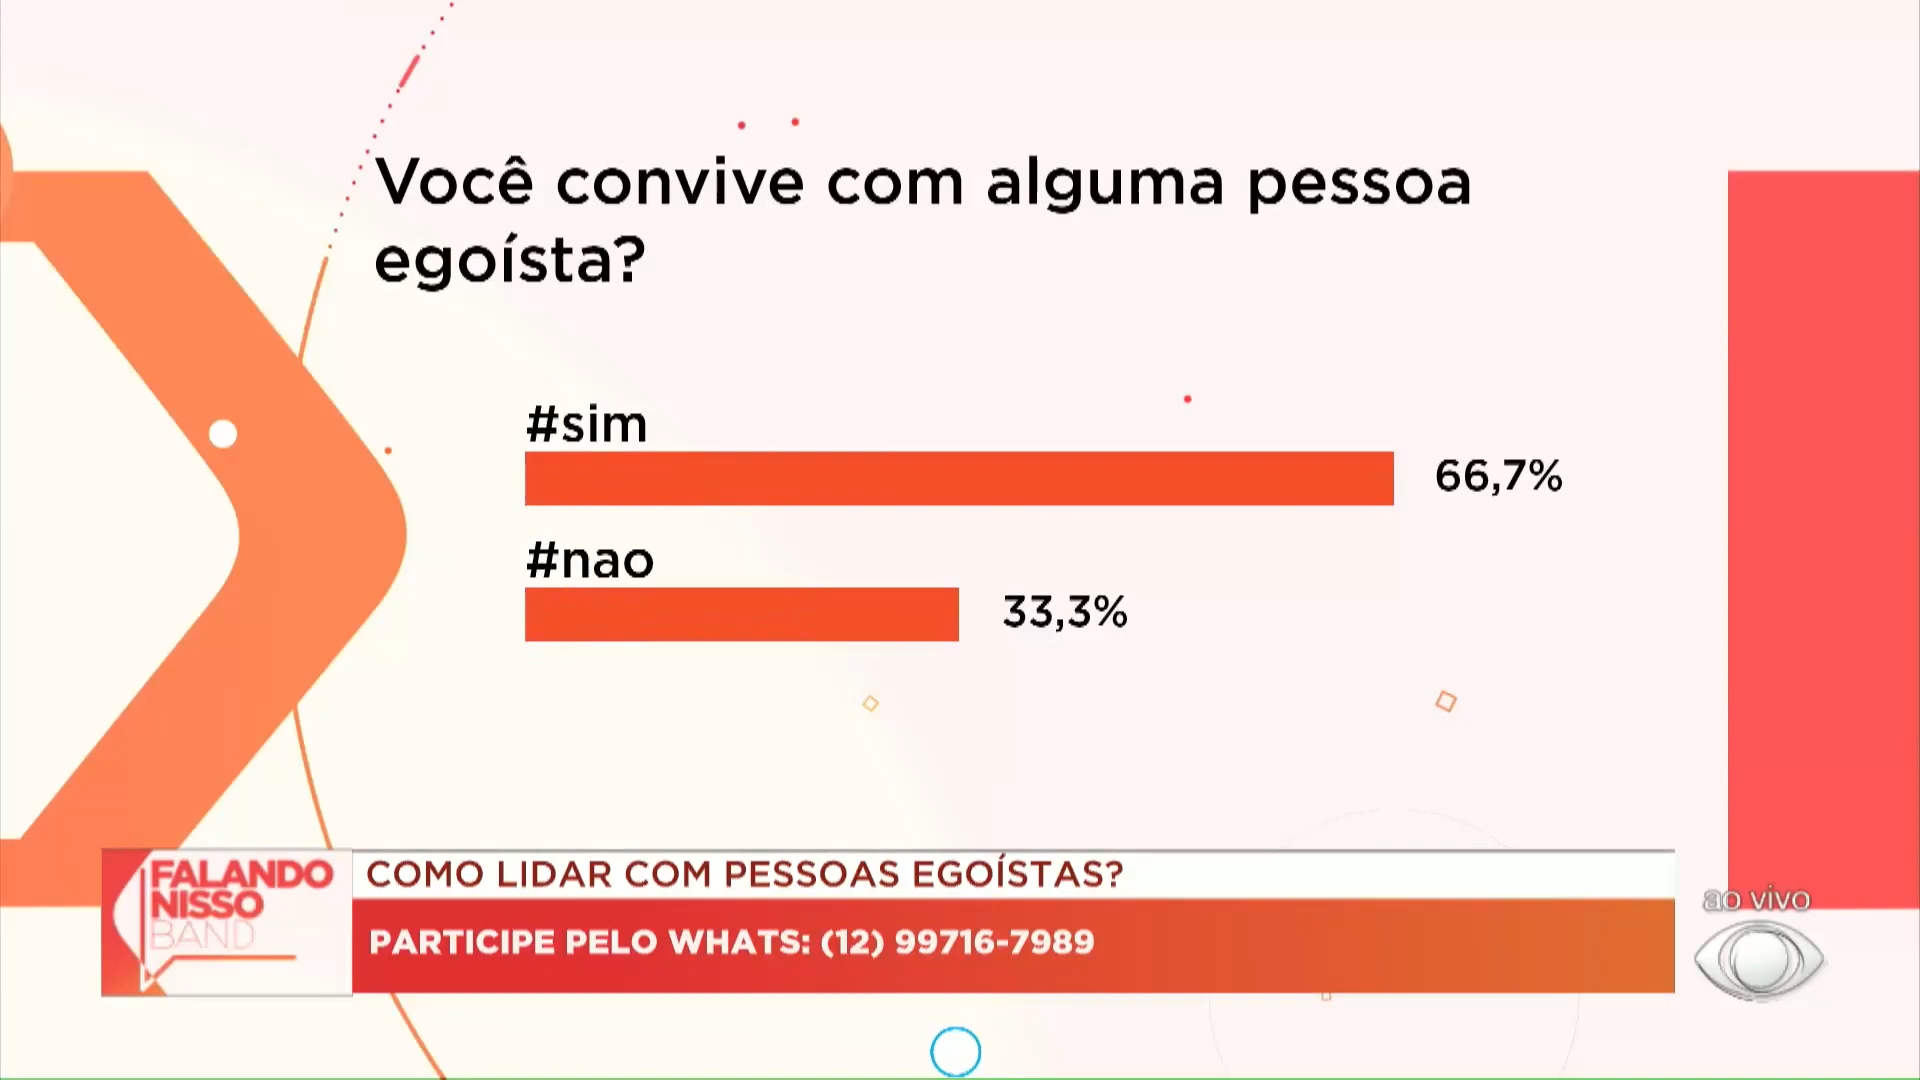 Você convive com alguma pessoa
egoísta?
#sim
66,7%
#nao
33,3%
FALANDO
NISSO
BAND
COMO LIDAR COM PESSOAS EGOÍSTAS?
PARTICIPE PELO WHATS: (12) 99716-7989
ao vivo